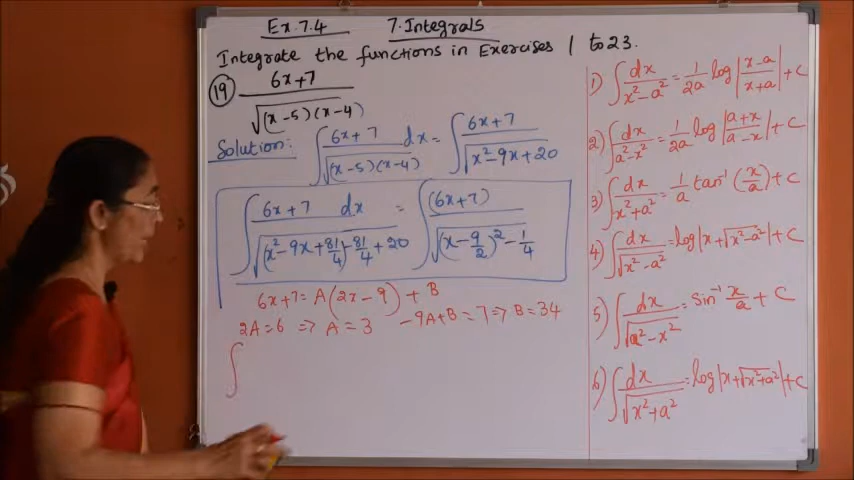 Ex.7.4 7.Integrals
Integrate the functions in Exercises 1 to 23.
(19) (6x+7)/√((x-5)(x-4))
Solution: ∫ (6x+7)/√((x-5)(x-4)) dx = ∫ (6x+7)/√(x²-9x+20)
∫ (6x+7 dx)/√((x²-9x+81/4)-81/4+20) = ∫ (6x+7)/√((x-9/2)²-1/4)
6x+7 = A(2x-9) + B
2A=6 ⇒ A=3 -9A+B=7 ⇒ B=34
∫
1) ∫ dx/(x²-a²) = 1/2a log|(x-a)/(x+a)| + C
2) ∫ dx/(a²-x²) = 1/2a log|(a+x)/(a-x)| + C
3) ∫ dx/(x²+a²) = 1/a tan⁻¹(x/a) + C
4) ∫ dx/√(x²-a²) = log|x+√(x²-a²)| + C
5) ∫ dx/√(a²-x²) = sin⁻¹ x/a + C
6) ∫ dx/√(x²+a²) = log|x+√(x²+a²)| + C